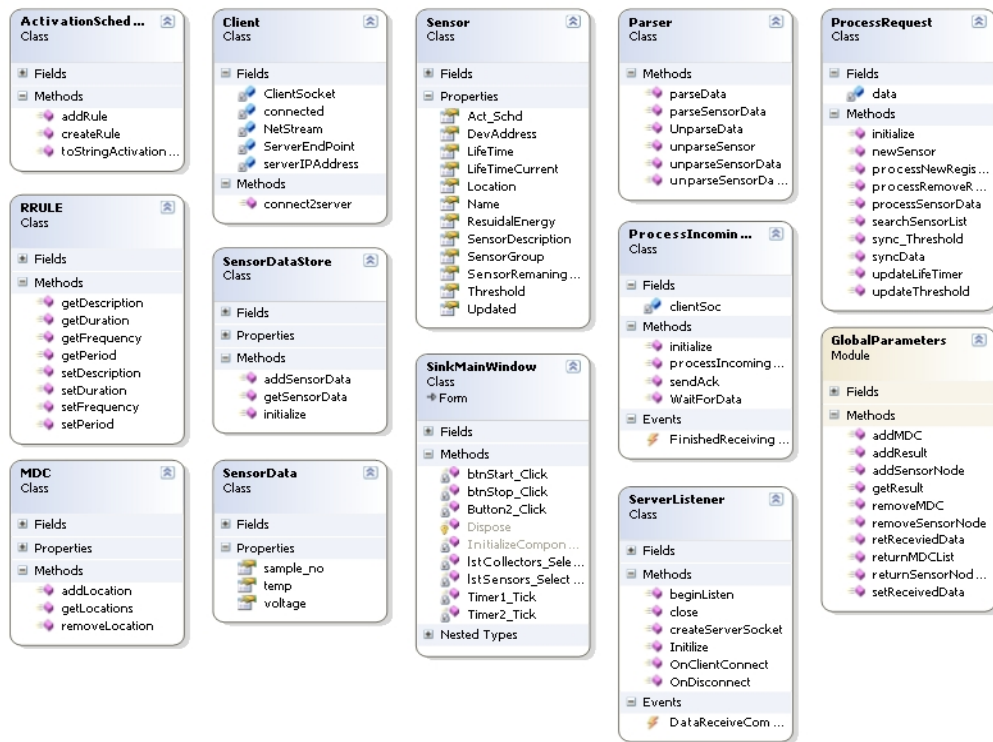 ActivationSched ...
Class
Fields
Methods
addRule
createRule
toStringActivation ...
RRULE
Class
Fields
Methods
getDescription
getDuration
getFrequency
getPeriod
setDescription
setDuration
setFrequency
setPeriod
MDC
Class
Fields
Properties
Methods
addLocation
getLocations
removeLocation
Client
Class
Fields
ClientSocket
connected
NetStream
ServerEndPoint
serverIPAddress
Methods
connect2server
SensorDataStore
Class
Fields
Properties
Methods
addSensorData
getSensorData
initialize
SensorData
Class
Fields
Properties
sample_no
temp
voltage
Sensor
Class
Fields
Properties
Act_Schd
DevAddress
LifeTime
LifeTimeCurrent
Location
Name
ResuidalEnergy
SensorDescription
SensorGroup
SensorRemaning ...
Threshold
Updated
SinkMainWindow
Class
Form
Fields
Methods
btnStart_Click
btnStop_Click
Button2_Click
Dispose
InitializeCompon ...
lstCollectors_Sele ...
lstSensors_Select ...
Timer1_Tick
Timer2_Tick
Nested Types
Parser
Class
Methods
parseData
parseSensorData
UnparseData
unparseSensor
unparseSensorData
unparseSensorDa ...
ProcessIncomin ...
Class
Fields
clientSoc
Methods
initialize
processIncoming ...
sendAck
WaitForData
Events
FinishedReceiving ...
ServerListener
Class
Fields
Methods
beginListen
close
createServerSocket
Initilize
OnClientConnect
OnDisconnect
Events
DataReceiveCom ...
ProcessRequest
Class
Fields
data
Methods
initialize
newSensor
processNewRegis ...
processRemoveR ...
processSensorData
searchSensorList
sync_Threshold
syncData
updateLifeTimer
updateThreshold
GlobalParameters
Module
Fields
Methods
addMDC
addResult
addSensorNode
getResult
removeMDC
removeSensorNode
retReceviedData
returnMDCList
returnSensorNod ...
setReceivedData